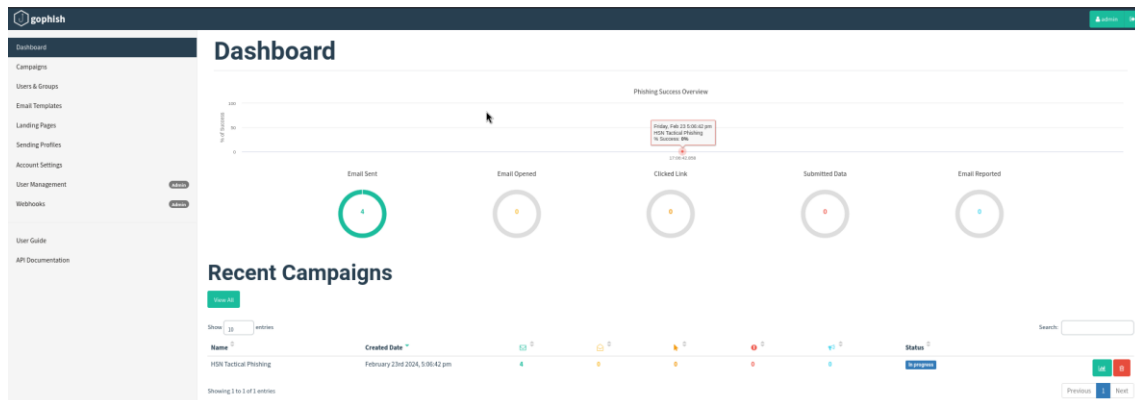 gophish
admin
Dashboard
Campaigns
Users & Groups
Email Templates
Landing Pages
Sending Profiles
Account Settings
User Management Admin
Webhooks Admin
User Guide
API Documentation
Dashboard
Phishing Success Overview
% of Success
100
50
0
Friday, Feb 23 5:06:42 pm
HSN Tactical Phishing
% Success: 0%
Email Sent
Email Opened
Clicked Link
Submitted Data
Email Reported
4
0
0
0
0
Recent Campaigns
View All
Show 10 entries
Search:
Name Created Date Status
HSN Tactical Phishing February 23rd 2024, 5:06:42 pm 4 0 0 0 0 In progress
Showing 1 to 1 of 1 entries
Previous 1 Next